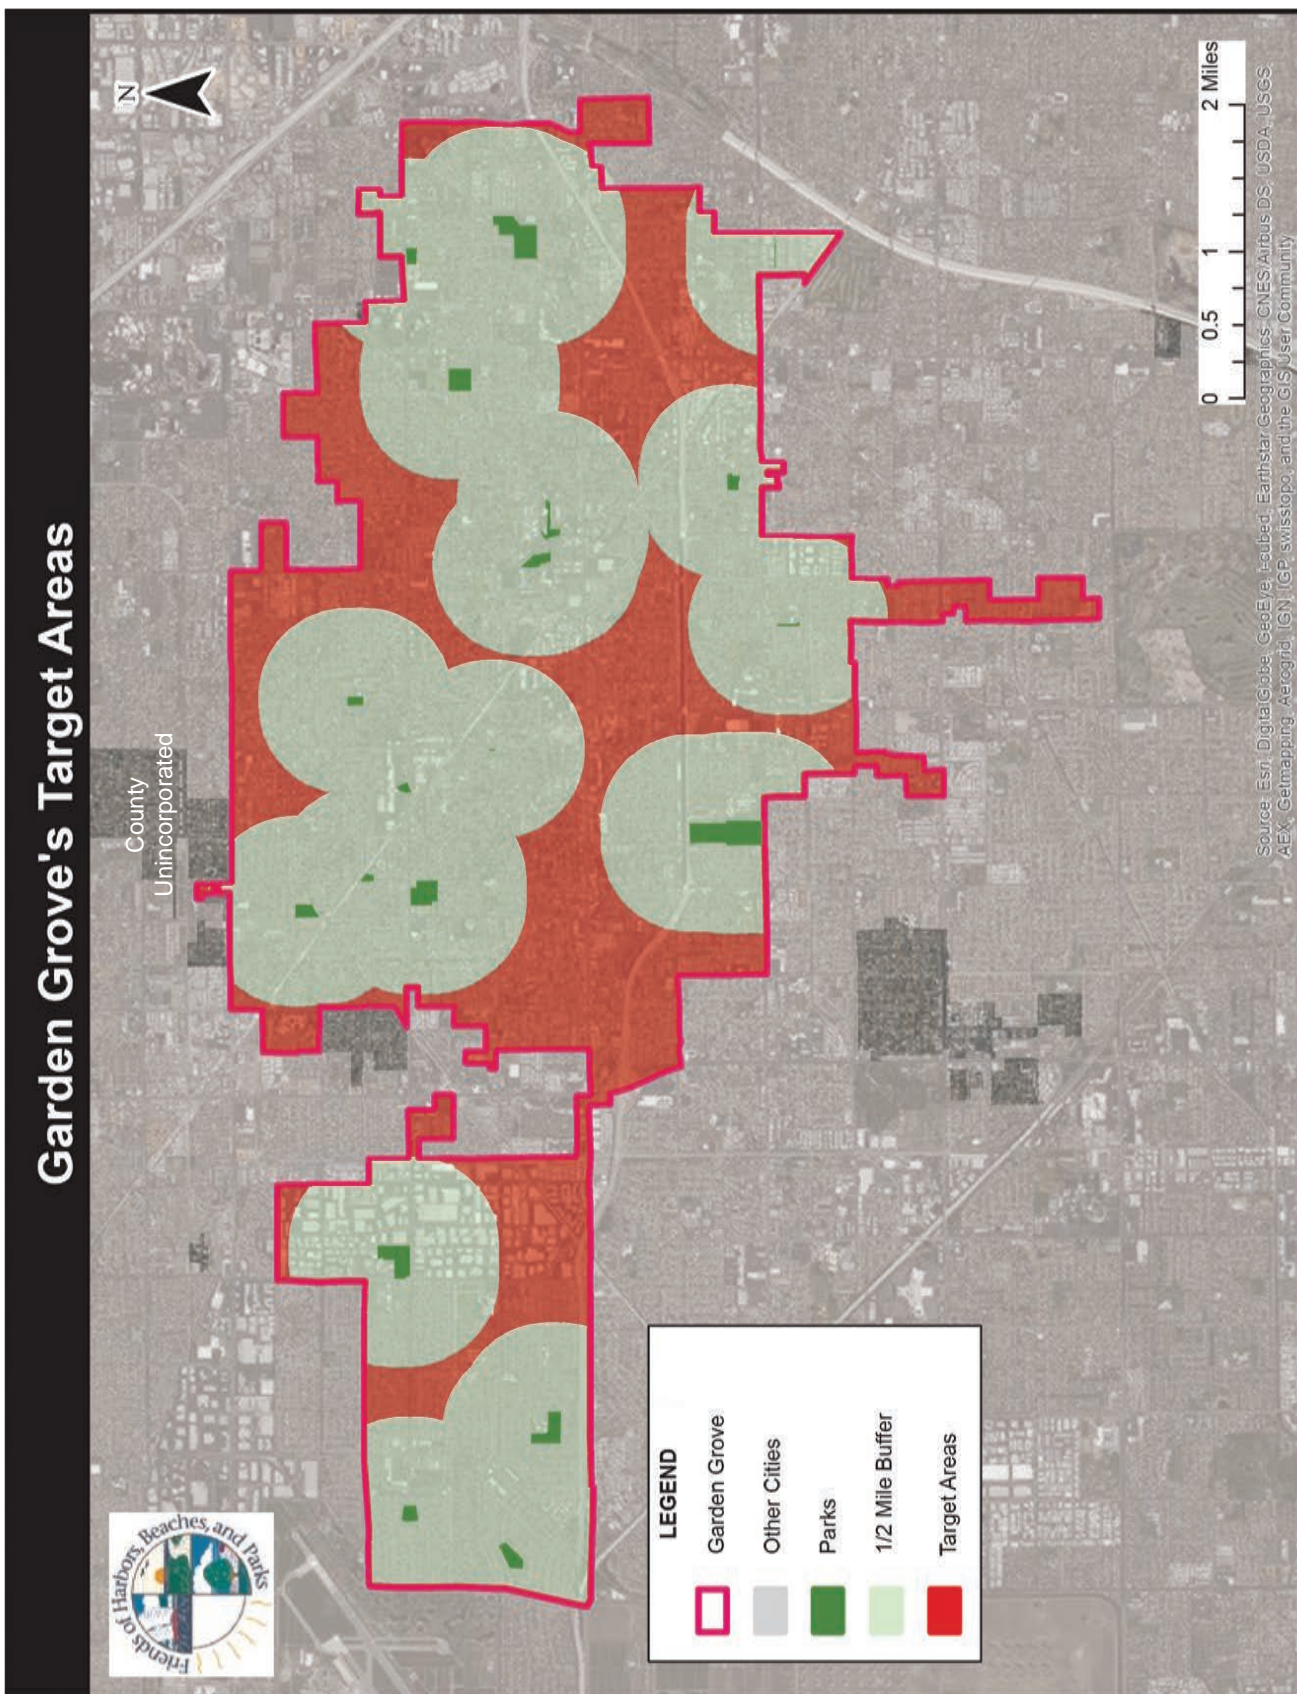 Garden Grove's Target Areas
N
County
Unincorporated
Friends of Harbors, Beaches, and Parks
LEGEND
Garden Grove
Other Cities
Parks
1/2 Mile Buffer
Target Areas
0 0.5 1 2 Miles
Source: Esri, DigitalGlobe, GeoEye, i-cubed, Earthstar Geographics, CNES/Airbus DS, USDA, USGS,
AEX, Getmapping, Aerogrid, IGN, IGP, swisstopo, and the GIS User Community